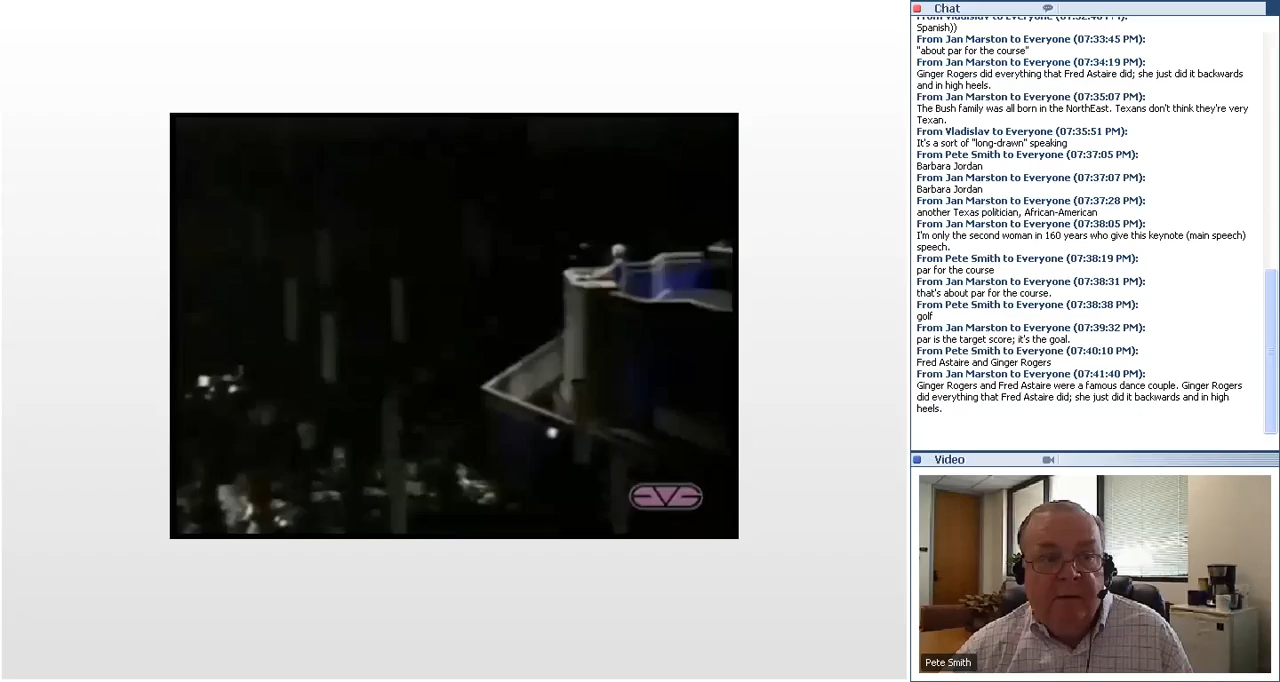 Chat
Spanish))
From Jan Marston to Everyone (07:33:45 PM):
"about par for the course"
From Jan Marston to Everyone (07:34:19 PM):
Ginger Rogers did everything that Fred Astaire did; she just did it backwards
and in high heels.
From Jan Marston to Everyone (07:35:07 PM):
The Bush family was all born in the NorthEast. Texans don't think they're very
Texan.
From Vladislav to Everyone (07:35:51 PM):
It's a sort of "long-drawn" speaking
From Pete Smith to Everyone (07:37:05 PM):
Barbara Jordan
From Jan Marston to Everyone (07:37:07 PM):
Barbara Jordan
From Jan Marston to Everyone (07:37:28 PM):
another Texas politician, African-American
From Jan Marston to Everyone (07:38:05 PM):
I'm only the second woman in 160 years who give this keynote (main speech)
speech.
From Pete Smith to Everyone (07:38:19 PM):
par for the course
From Jan Marston to Everyone (07:38:31 PM):
that's about par for the course.
From Pete Smith to Everyone (07:38:38 PM):
golf
From Jan Marston to Everyone (07:39:32 PM):
par is the target score; it's the goal.
From Pete Smith to Everyone (07:40:10 PM):
Fred Astaire and Ginger Rogers
From Jan Marston to Everyone (07:41:40 PM):
Ginger Rogers and Fred Astaire were a famous dance couple. Ginger Rogers
did everything that Fred Astaire did; she just did it backwards and in high
heels.
Video
Pete Smith